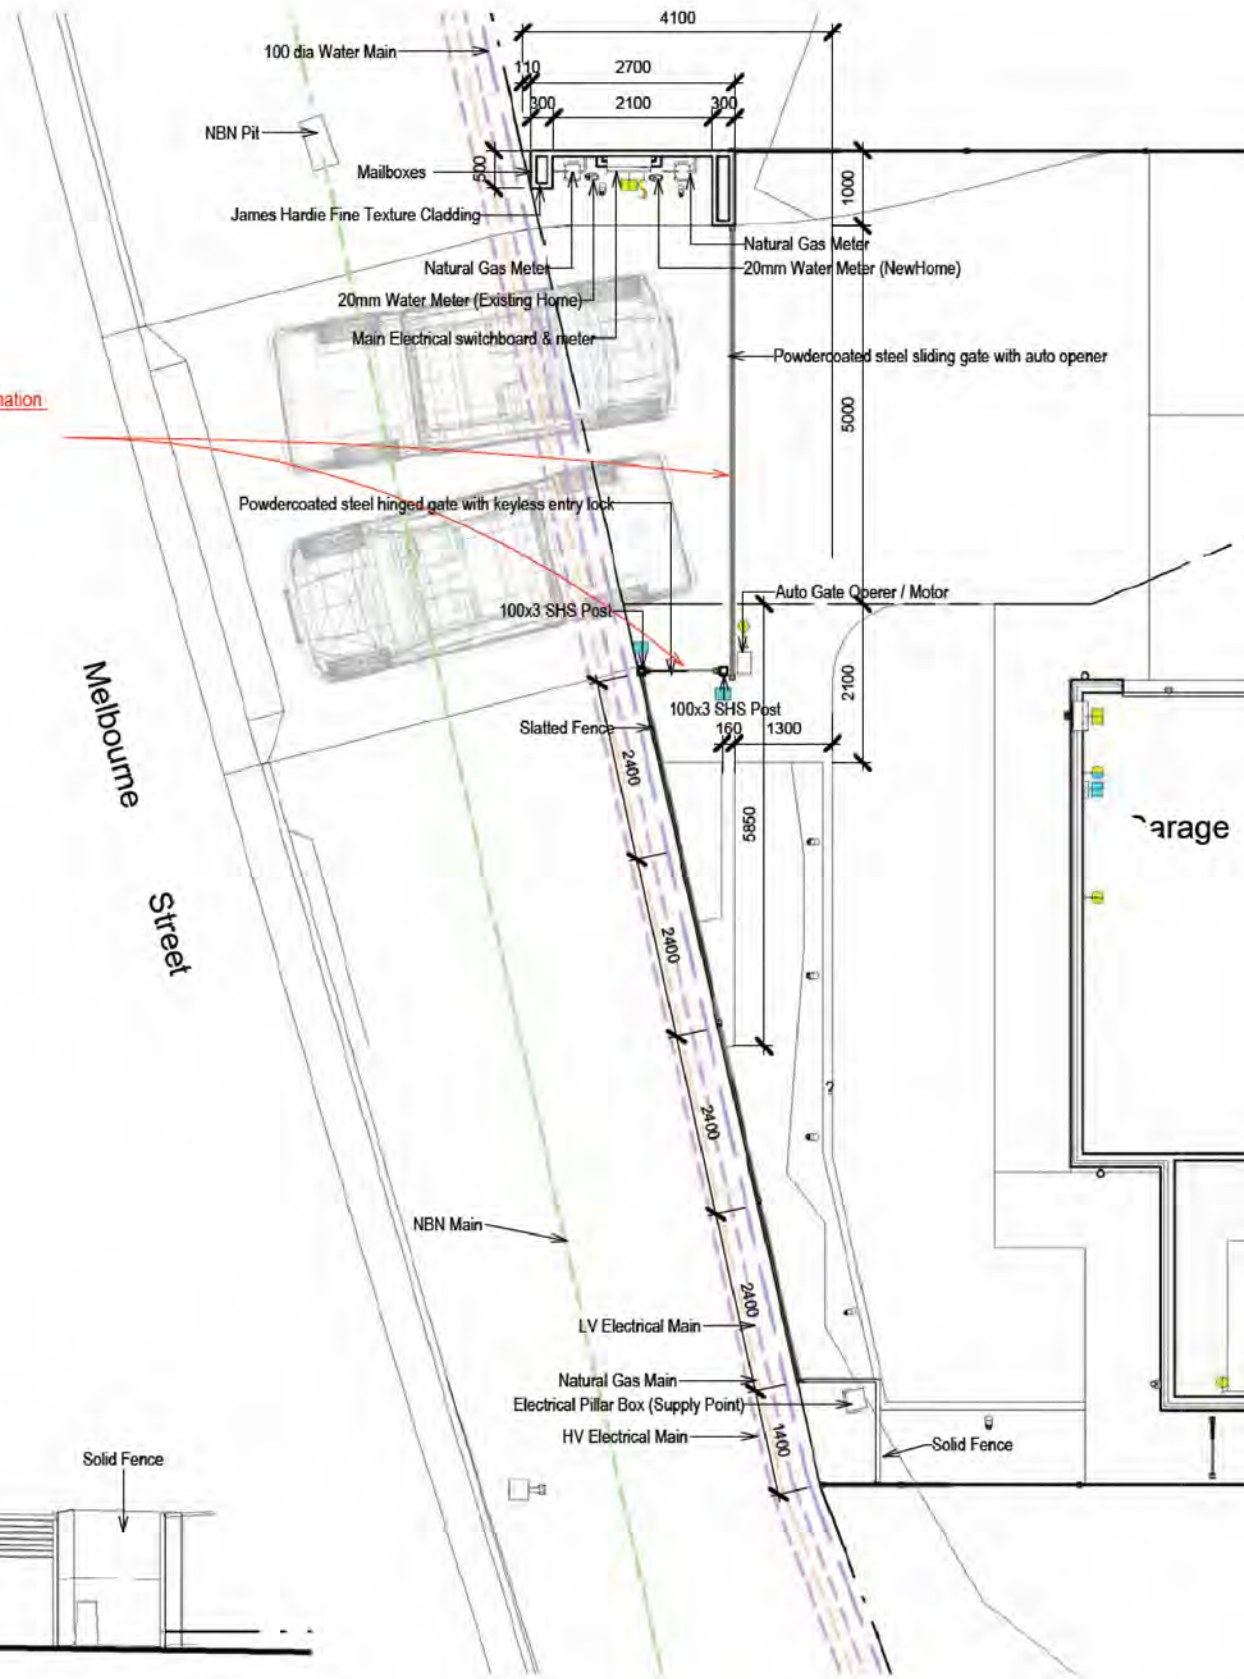 4100
100 dia Water Main
110
2700
300
2100
300
NBN Pit
Mailboxes
500
1000
James Hardie Fine Texture Cladding
Natural Gas Meter
Natural Gas Meter
20mm Water Meter (NewHome)
20mm Water Meter (Existing Home)
Main Electrical switchboard & meter
Powdercoated steel sliding gate with auto opener
5000
Powdercoated steel hinged gate with keyless entry lock
Auto Gate Operer / Motor
100x3 SHS Post
2100
100x3 SHS Post
Slatted Fence
160
1300
Melbourne
Street
2400
5850
2400
2400
?
NBN Main
2400
LV Electrical Main
Natural Gas Main
Electrical Pillar Box (Supply Point)
HV Electrical Main
1400
Solid Fence
Solid Fence